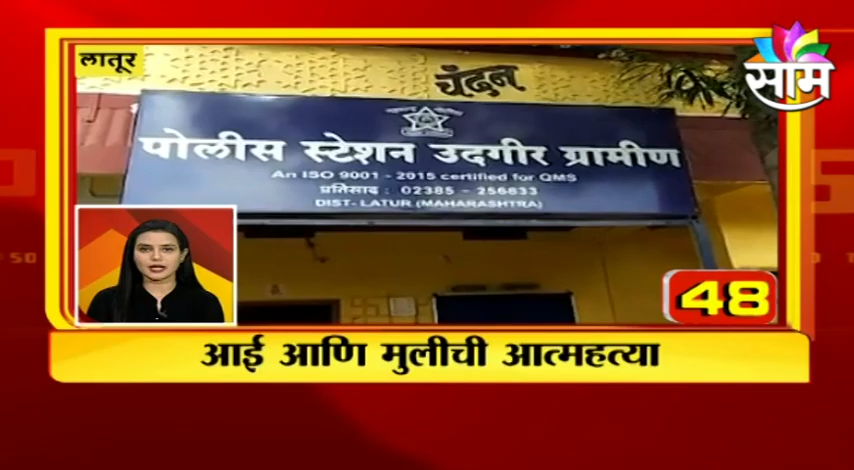 लातूर
साम
चंदन
पोलीस स्टेशन उदगीर ग्रामीण
An ISO 9001 - 2015 certified for QMS
प्रतिसाद : 02385 - 256833
DIST- LATUR (MAHARASHTRA)
48
आई आणि मुलीची आत्महत्या